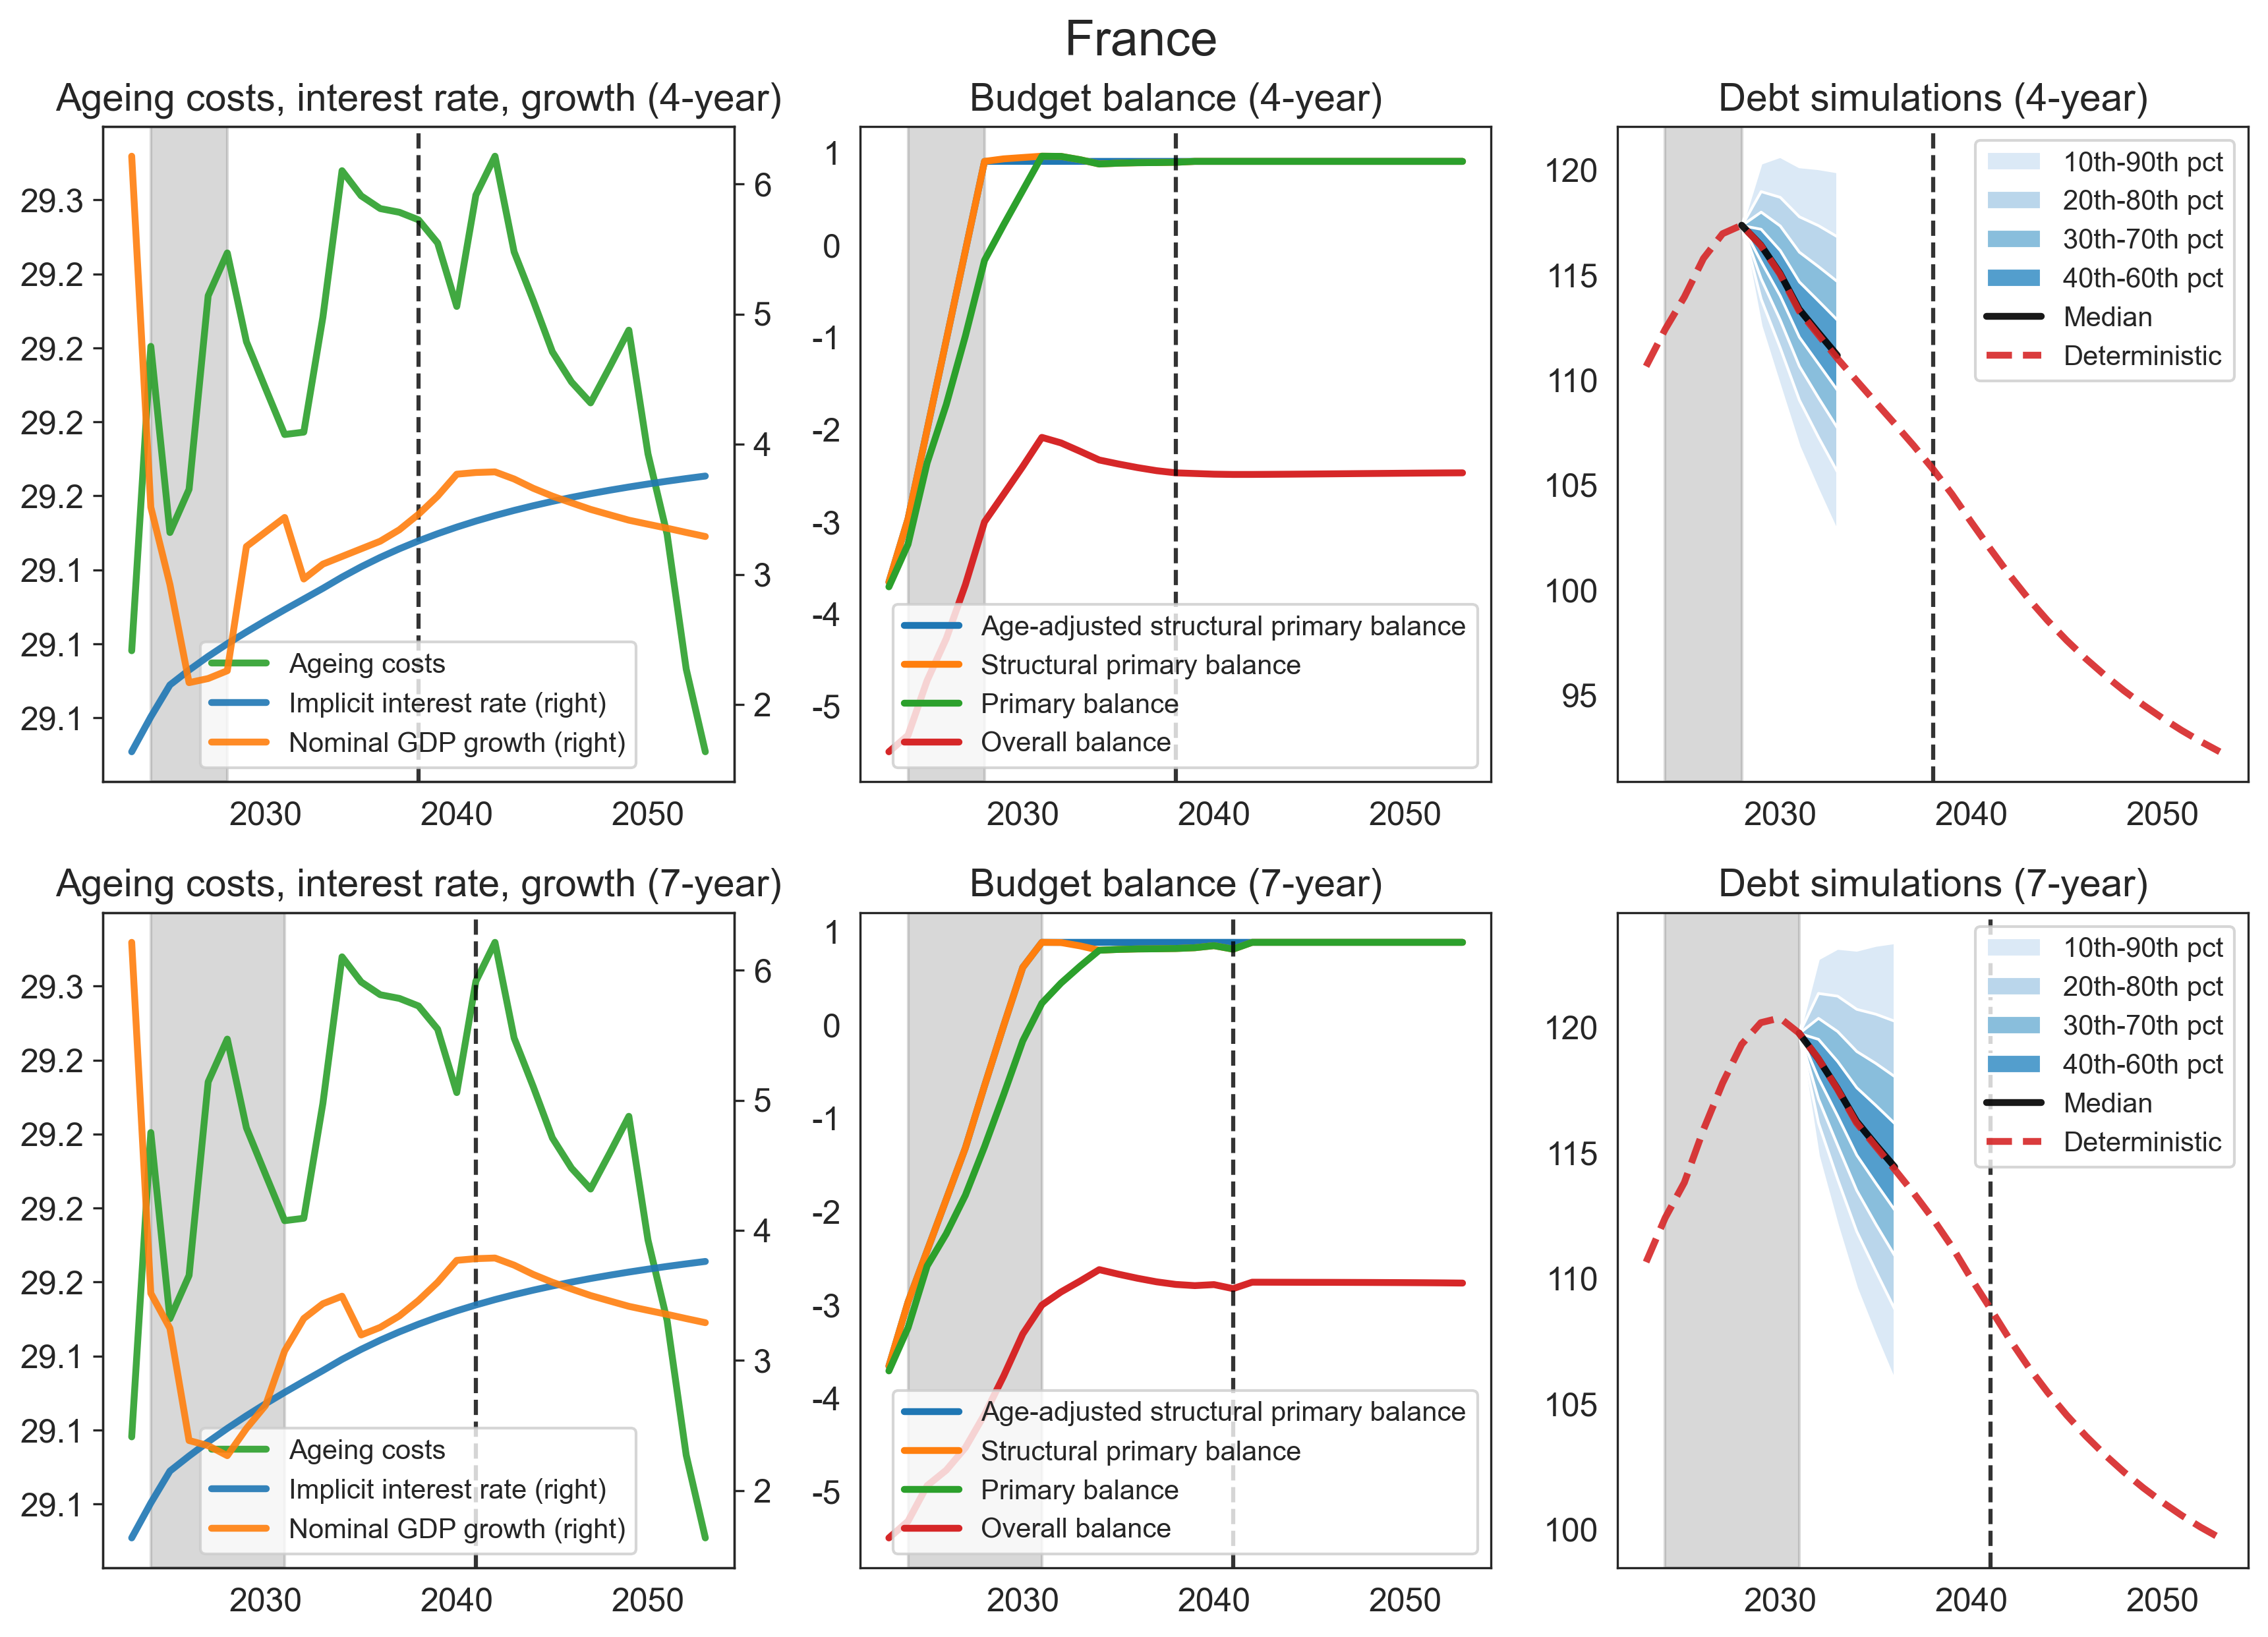 France
Ageing costs, interest rate, growth (4-year)
29.3
29.2
29.2
29.2
29.2
29.1
29.1
29.1
6
5
4
3
2
Ageing costs
Implicit interest rate (right)
Nominal GDP growth (right)
2030
2040
2050
Budget balance (4-year)
1
0
-1
-2
-3
-4
-5
Age-adjusted structural primary balance
Structural primary balance
Primary balance
Overall balance
2030
2040
2050
Debt simulations (4-year)
120
115
110
105
100
95
10th-90th pct
20th-80th pct
30th-70th pct
40th-60th pct
Median
Deterministic
2030
2040
2050
Ageing costs, interest rate, growth (7-year)
29.3
29.2
29.2
29.2
29.2
29.1
29.1
29.1
6
5
4
3
2
Ageing costs
Implicit interest rate (right)
Nominal GDP growth (right)
2030
2040
2050
Budget balance (7-year)
1
0
-1
-2
-3
-4
-5
Age-adjusted structural primary balance
Structural primary balance
Primary balance
Overall balance
2030
2040
2050
Debt simulations (7-year)
120
115
110
105
100
10th-90th pct
20th-80th pct
30th-70th pct
40th-60th pct
Median
Deterministic
2030
2040
2050